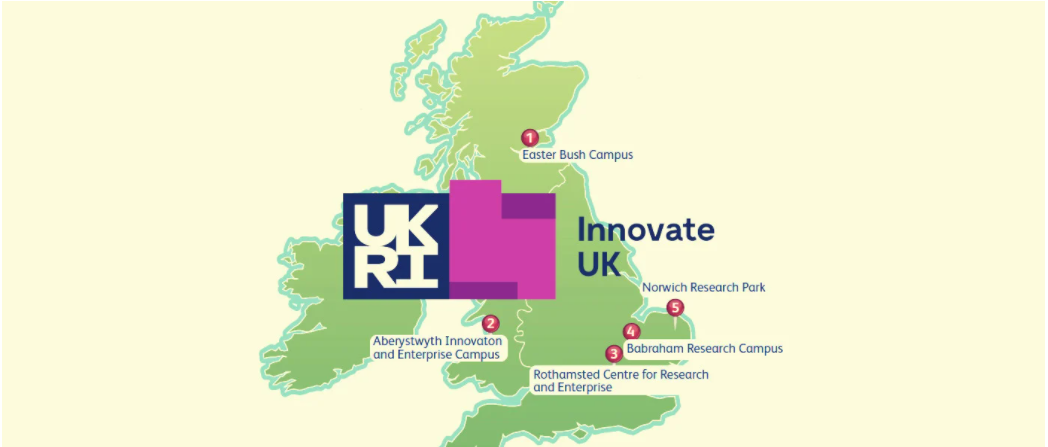 1
Easter Bush Campus
UK
RI
Innovate
UK
Norwich Research Park
5
2
4
Aberystwyth Innovaton
and Enterprise Campus
Babraham Research Campus
3
Rothamsted Centre for Research
and Enterprise